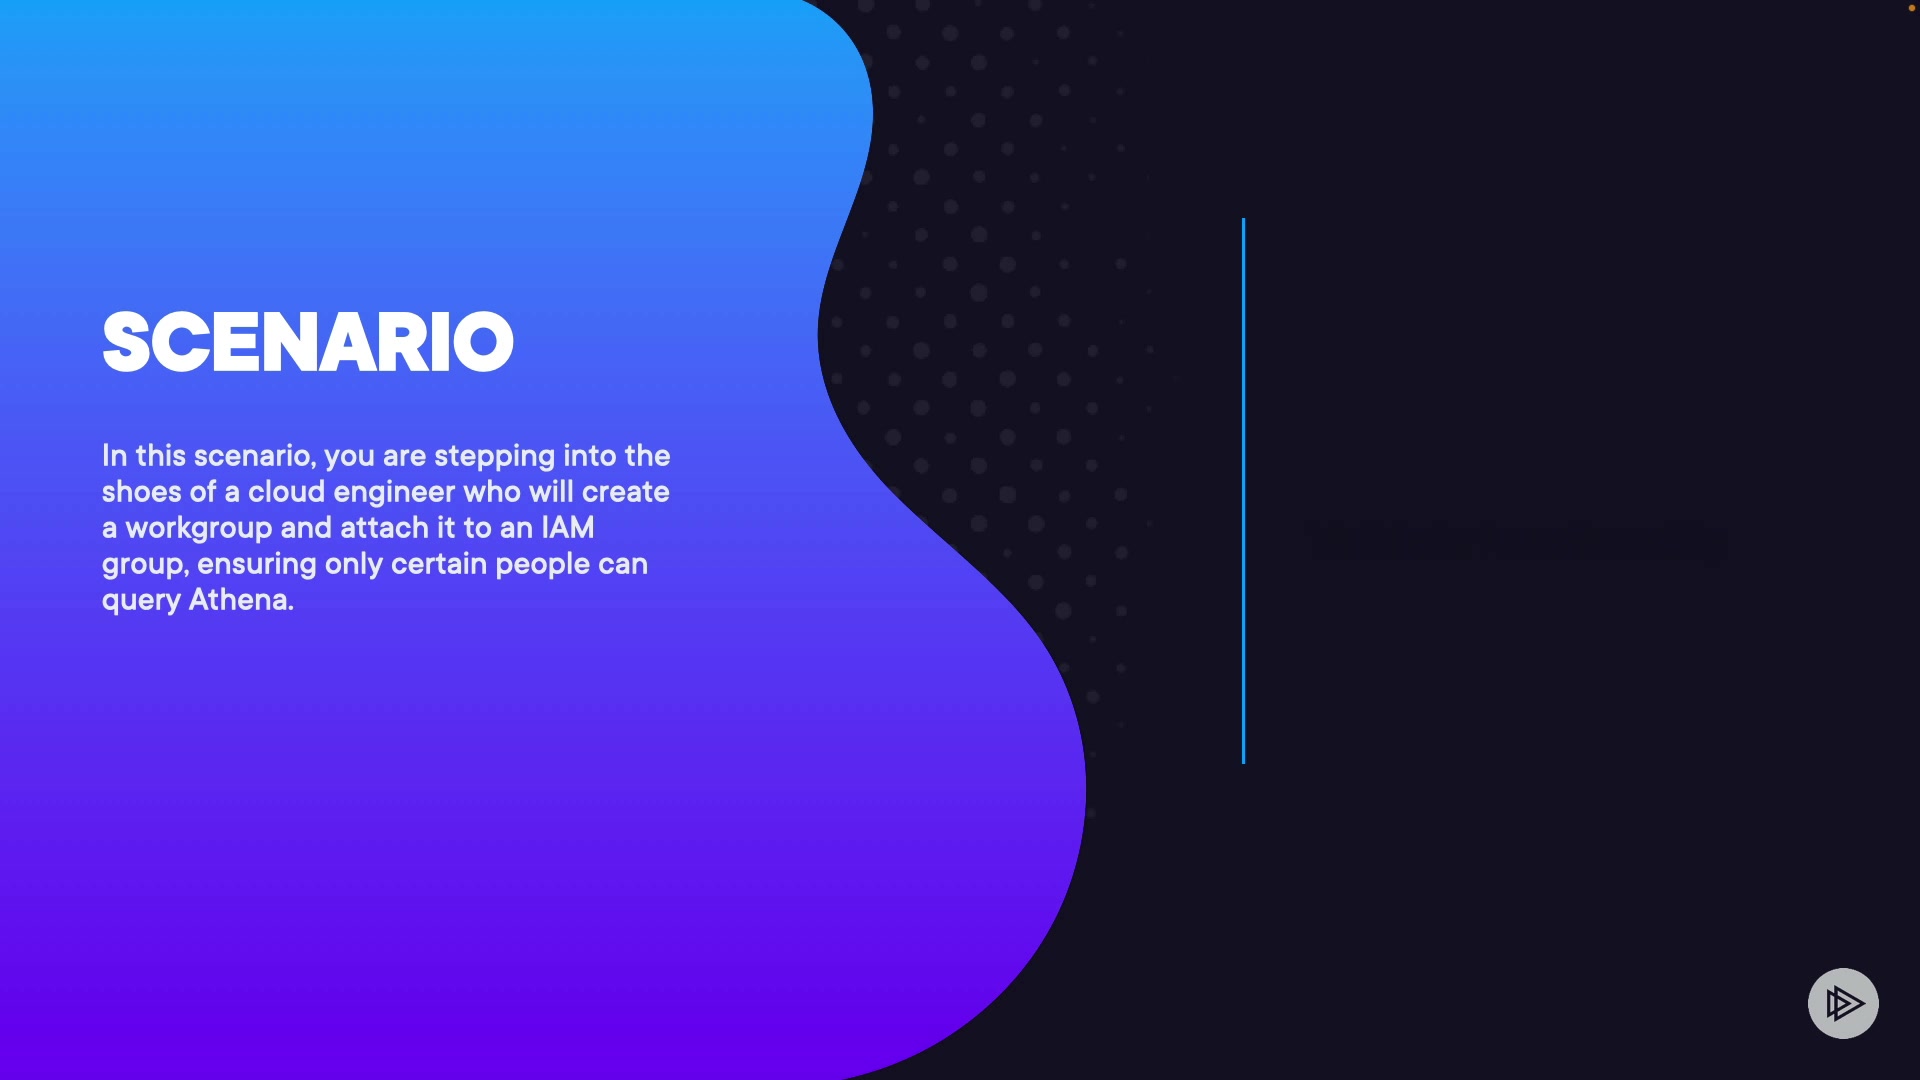 SCENARIO
In this scenario, you are stepping into the
shoes of a cloud engineer who will create
a workgroup and attach it to an IAM
group, ensuring only certain people can
query Athena.